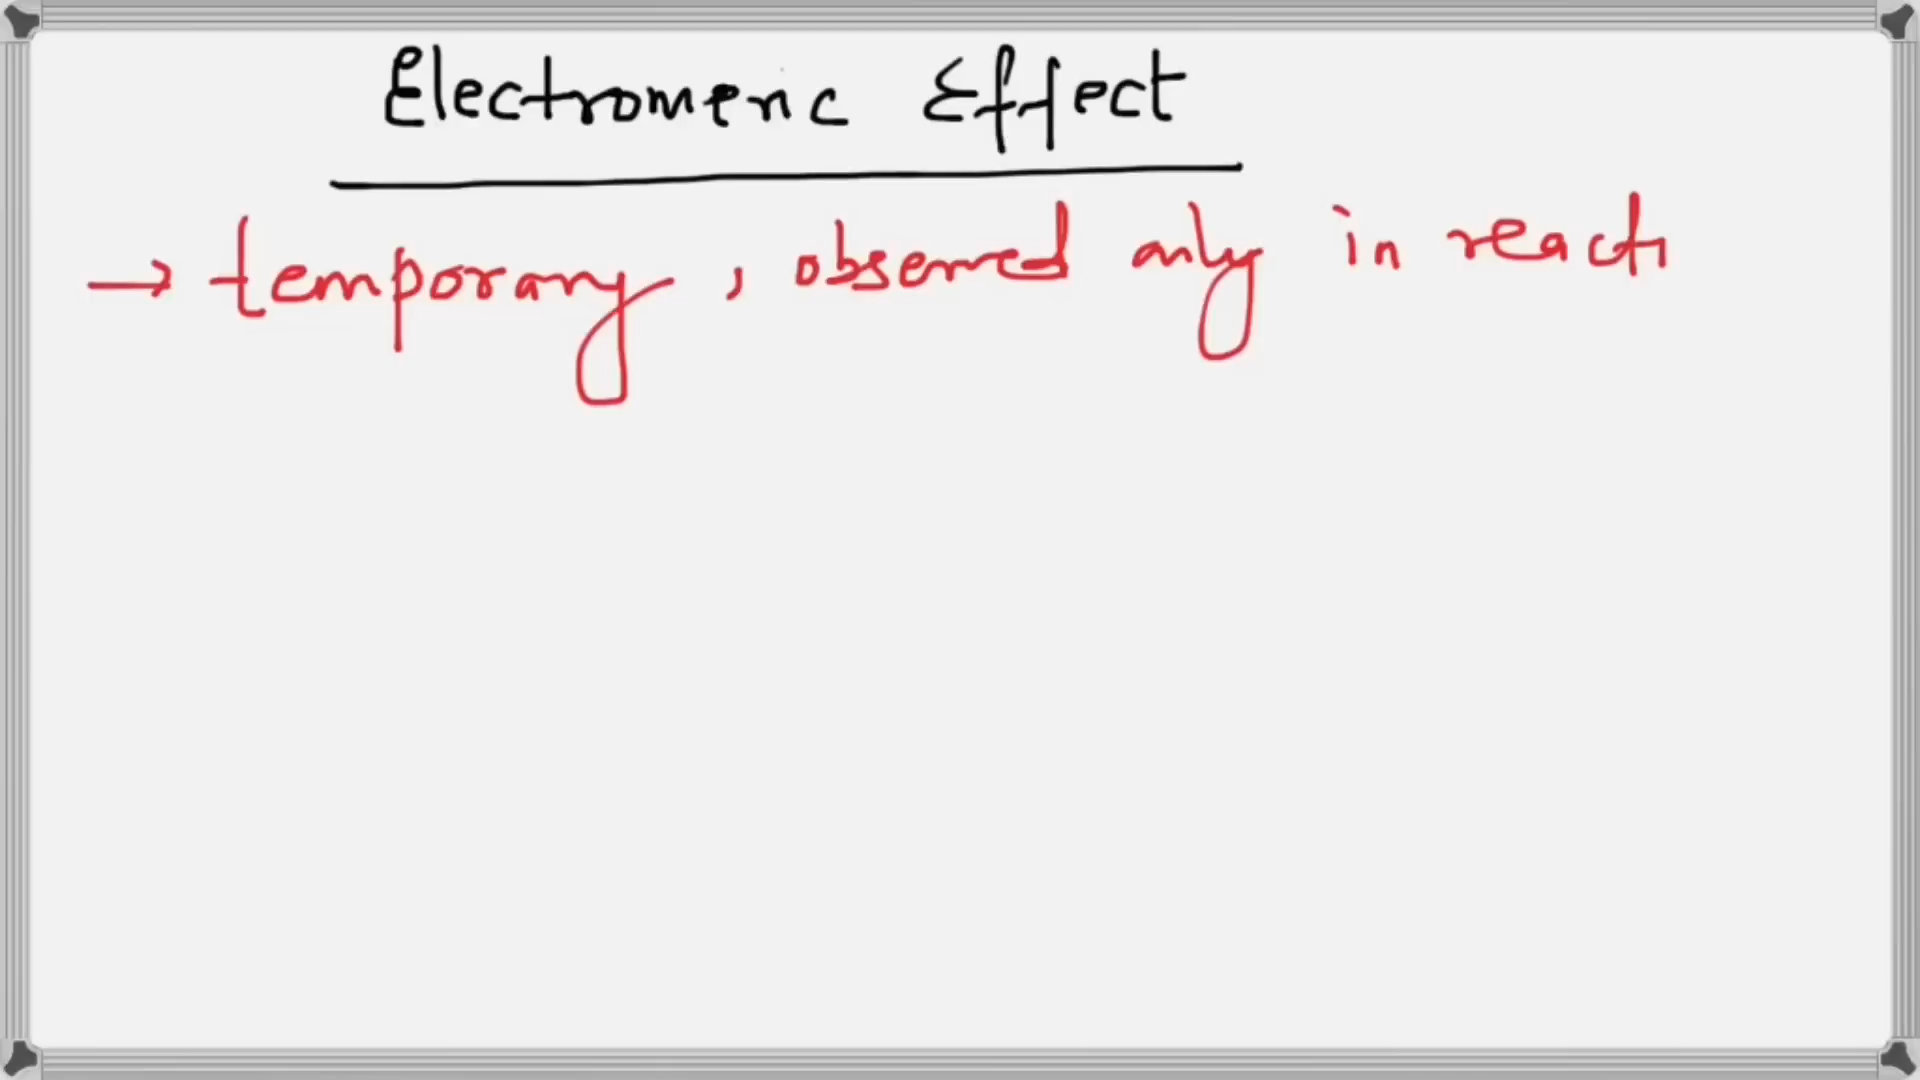 Electromeric Effect
→ temporary, observed only in reacti